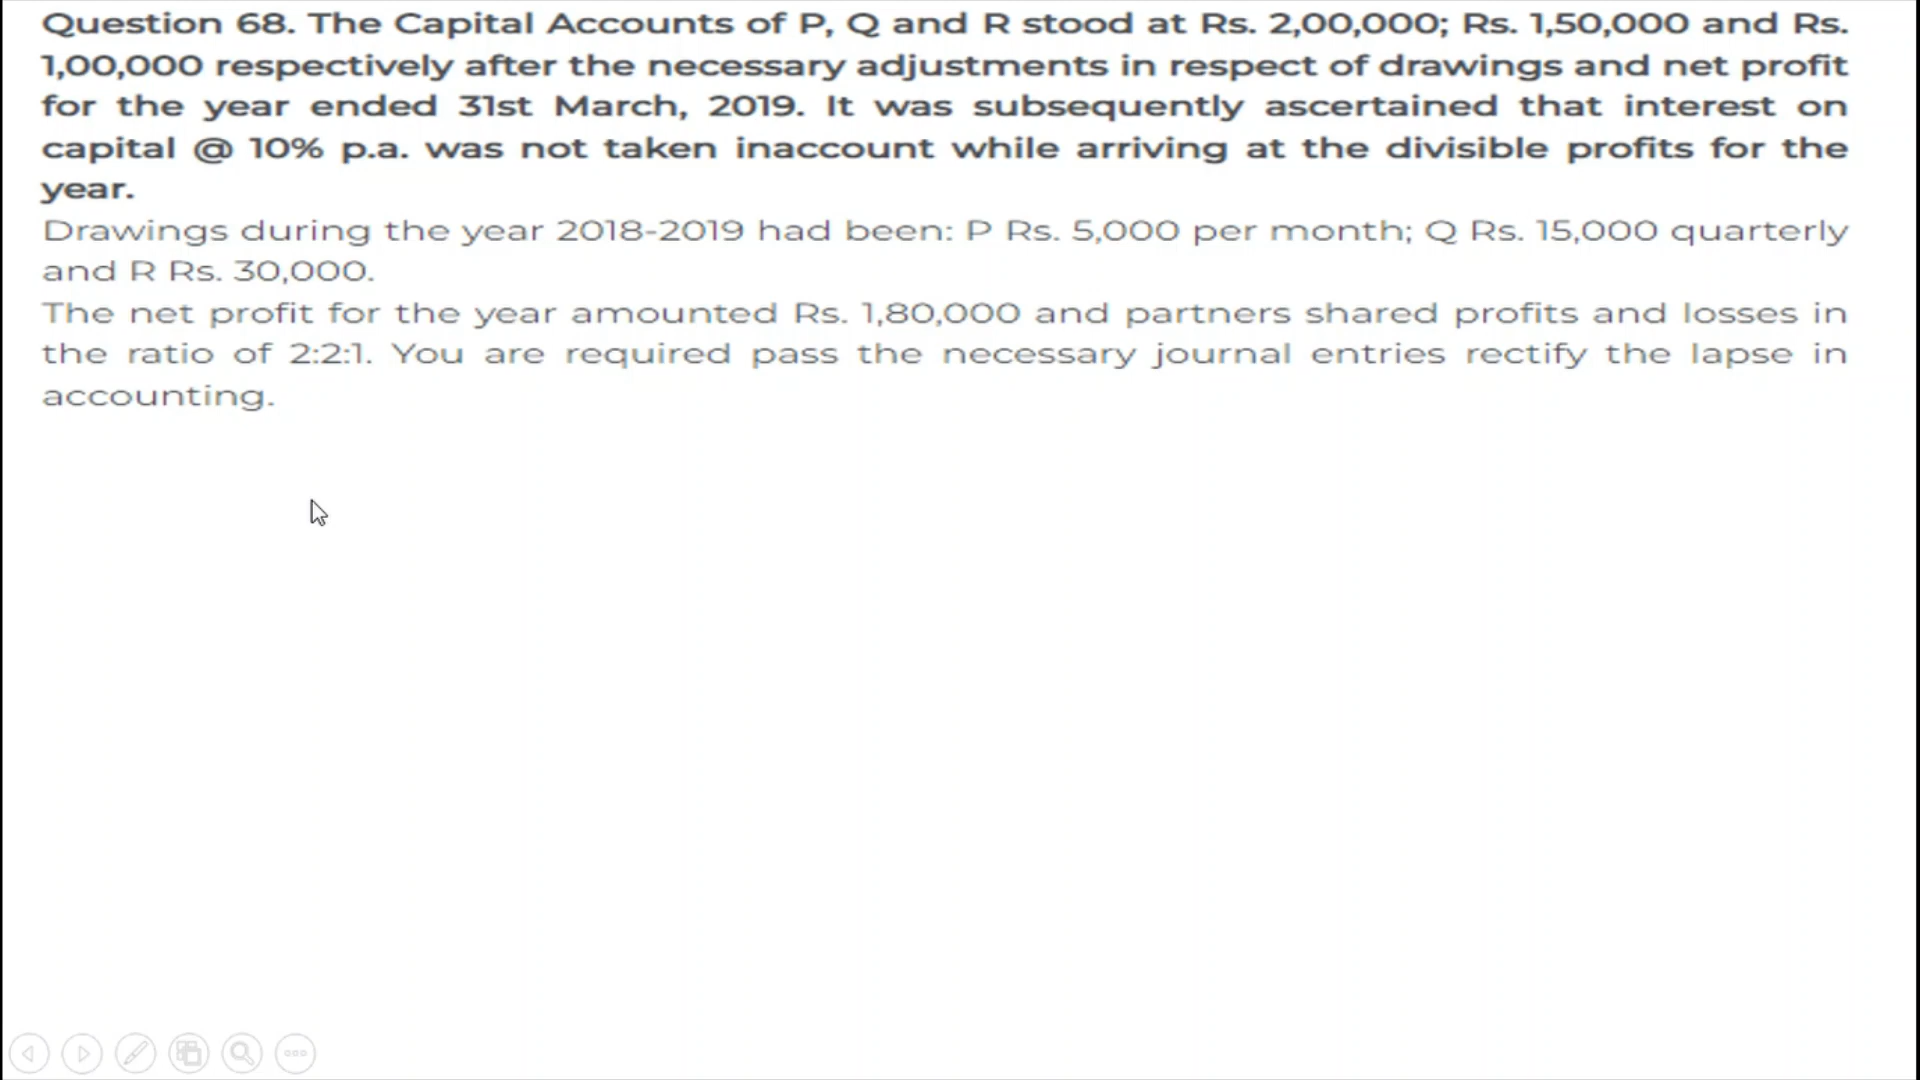 Question 68. The Capital Accounts of P, Q and R stood at Rs. 2,00,000; Rs. 1,50,000 and Rs.
1,00,000 respectively after the necessary adjustments in respect of drawings and net profit
for the year ended 31st March, 2019. It was subsequently ascertained that interest on
capital @ 10% p.a. was not taken inaccount while arriving at the divisible profits for the
year.
Drawings during the year 2018-2019 had been: P Rs. 5,000 per month; Q Rs. 15,000 quarterly
and R Rs. 30,000.
The net profit for the year amounted Rs. 1,80,000 and partners shared profits and losses in
the ratio of 2:2:1. You are required pass the necessary journal entries rectify the lapse in
accounting.